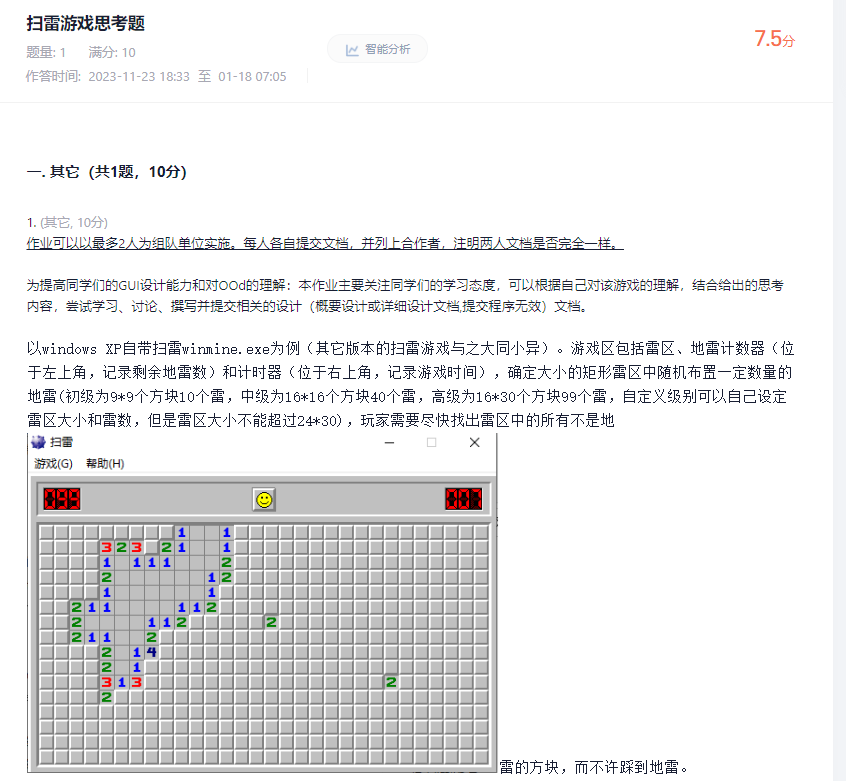 扫雷游戏思考题
题量: 1 满分: 10
智能分析
7.5分
作答时间: 2023-11-23 18:33 至 01-18 07:05
一. 其它（共1题，10分）
1. (其它, 10分)
作业可以以最多2人为组队单位实施。每人各自提交文档，并列上合作者，注明两人文档是否完全一样。
为提高同学们的GUI设计能力和对OOd的理解：本作业主要关注同学们的学习态度，可以根据自己对该游戏的理解，结合给出的思考
内容，尝试学习、讨论、撰写并提交相关的设计（概要设计或详细设计文档,提交程序无效）文档。
以windows XP自带扫雷winmine.exe为例（其它版本的扫雷游戏与之大同小异）。游戏区包括雷区、地雷计数器（位
于左上角，记录剩余地雷数）和计时器（位于右上角，记录游戏时间），确定大小的矩形雷区中随机布置一定数量的
地雷(初级为9*9个方块10个雷，中级为16*16个方块40个雷，高级为16*30个方块99个雷，自定义级别可以自己设定
雷区大小和雷数，但是雷区大小不能超过24*30)，玩家需要尽快找出雷区中的所有不是地
扫雷
游戏(G) 帮助(H)
1 1
3 2 3 2 1 1
1 1 1 1 2
2 1 2
1 1
2 1 1 1 1 2
2 1 1 2 2
2 1 1 2
2 1 4
2 1
3 1 3 2
2
雷的方块，而不许踩到地雷。